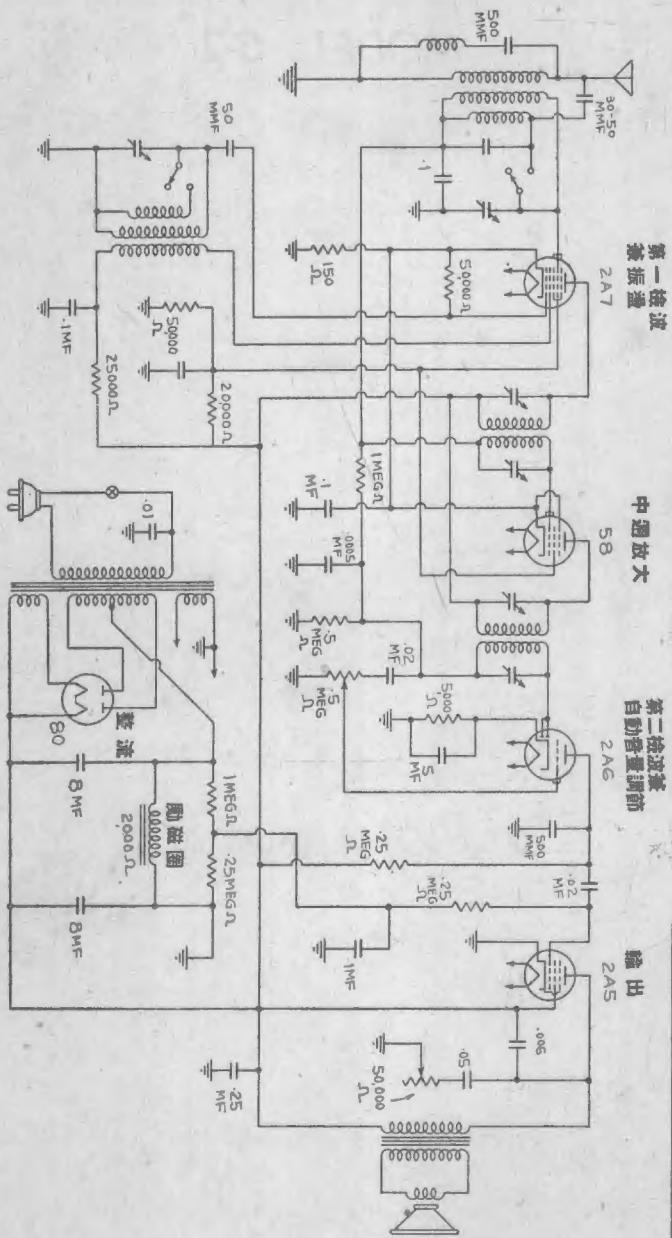 500
MMF
30-50
MMF
.1
第一檢波
兼振盪
2A7
150
Ω
50000Ω
50
MMF
.1MF
50000
Ω
25000Ω
20000Ω
中週放大
58
1MEGΩ
.1
MF
.0005
MF
.5
MEG
Ω
.02
MF
.5
MEG
Ω
第二檢波兼
自動音量調節
2A6
5000
Ω
5
MF
500
MMF
.02
MF
.25
MEG
Ω
.25
MEG
Ω
.1MF
輸出
2A5
.006
.05
50,000
Ω
.25
MF
.01
整流
80
1MEGΩ
.25MEGΩ
勵磁圈
2000Ω
8MF
8MF